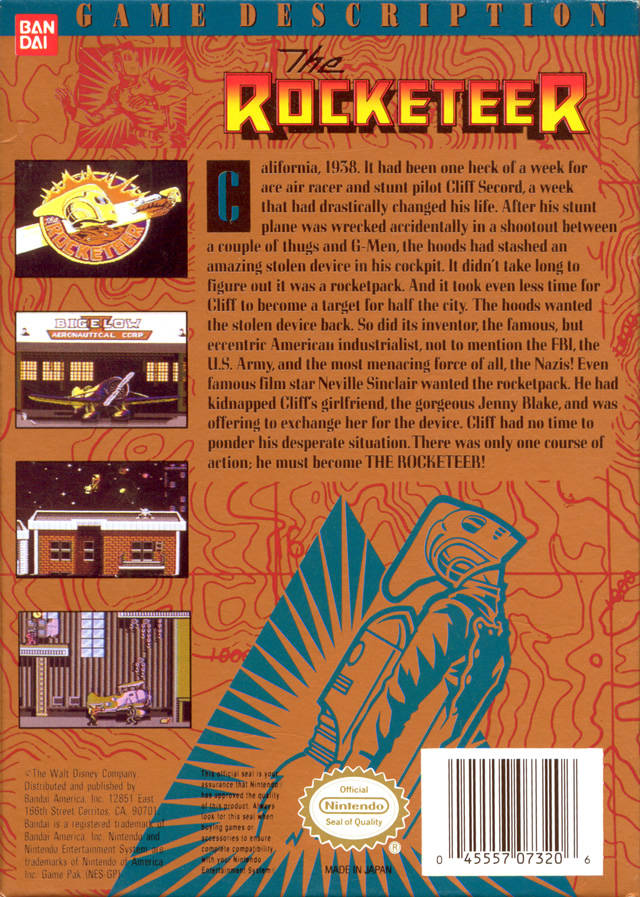 GAME DESCRIPTION
BAN
DAI
The
ROCKETEER
California, 1938. It had been one heck of a week for
ace air racer and stunt pilot Cliff Secord, a week
that had drastically changed his life. After his stunt
plane was wrecked accidentally in a shootout between
a couple of thugs and G-Men, the hoods had stashed an
amazing stolen device in his cockpit. It didn't take long to
figure out it was a rocketpack. And it took even less time for
Cliff to become a target for half the city. The hoods wanted
the stolen device back. So did its inventor, the famous, but
eccentric American industrialist, not to mention the FBI, the
U.S. Army, and the most menacing force of all, the Nazis! Even
famous film star Neville Sinclair wanted the rocketpack. He had
kidnapped Cliff's girlfriend, the gorgeous Jenny Blake, and was
offering to exchange her for the device. Cliff had no time to
ponder his desperate situation. There was only one course of
action; he must become THE ROCKETEER!
THE
ROCKETEER
BIGELOW
AERONAUTICAL CORP
1000
©The Walt Disney Company.
Distributed and published by
Bandai America, Inc. 12851 East
166th Street Cerritos, CA. 90701.
Bandai is a registered trademark of
Bandai America, Inc. Nintendo and
Nintendo Entertainment System are
trademarks of Nintendo of America
Inc. Game Pak (NES-GP)
This official seal is your
assurance that Nintendo
has approved the quality
of this product. Always
look for this seal when
buying games or
accessories to ensure
complete compatibility
with your Nintendo
Entertainment System.
Official
Nintendo
Seal of Quality
®
MADE IN JAPAN
0 45557 07320 6